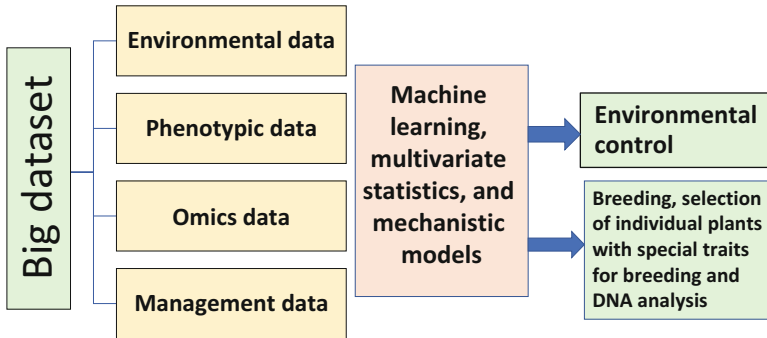 Big dataset
Environmental data
Phenotypic data
Omics data
Management data
Machine
learning,
multivariate
statistics, and
mechanistic
models
Environmental
control
Breeding, selection
of individual plants
with special traits
for breeding and
DNA analysis